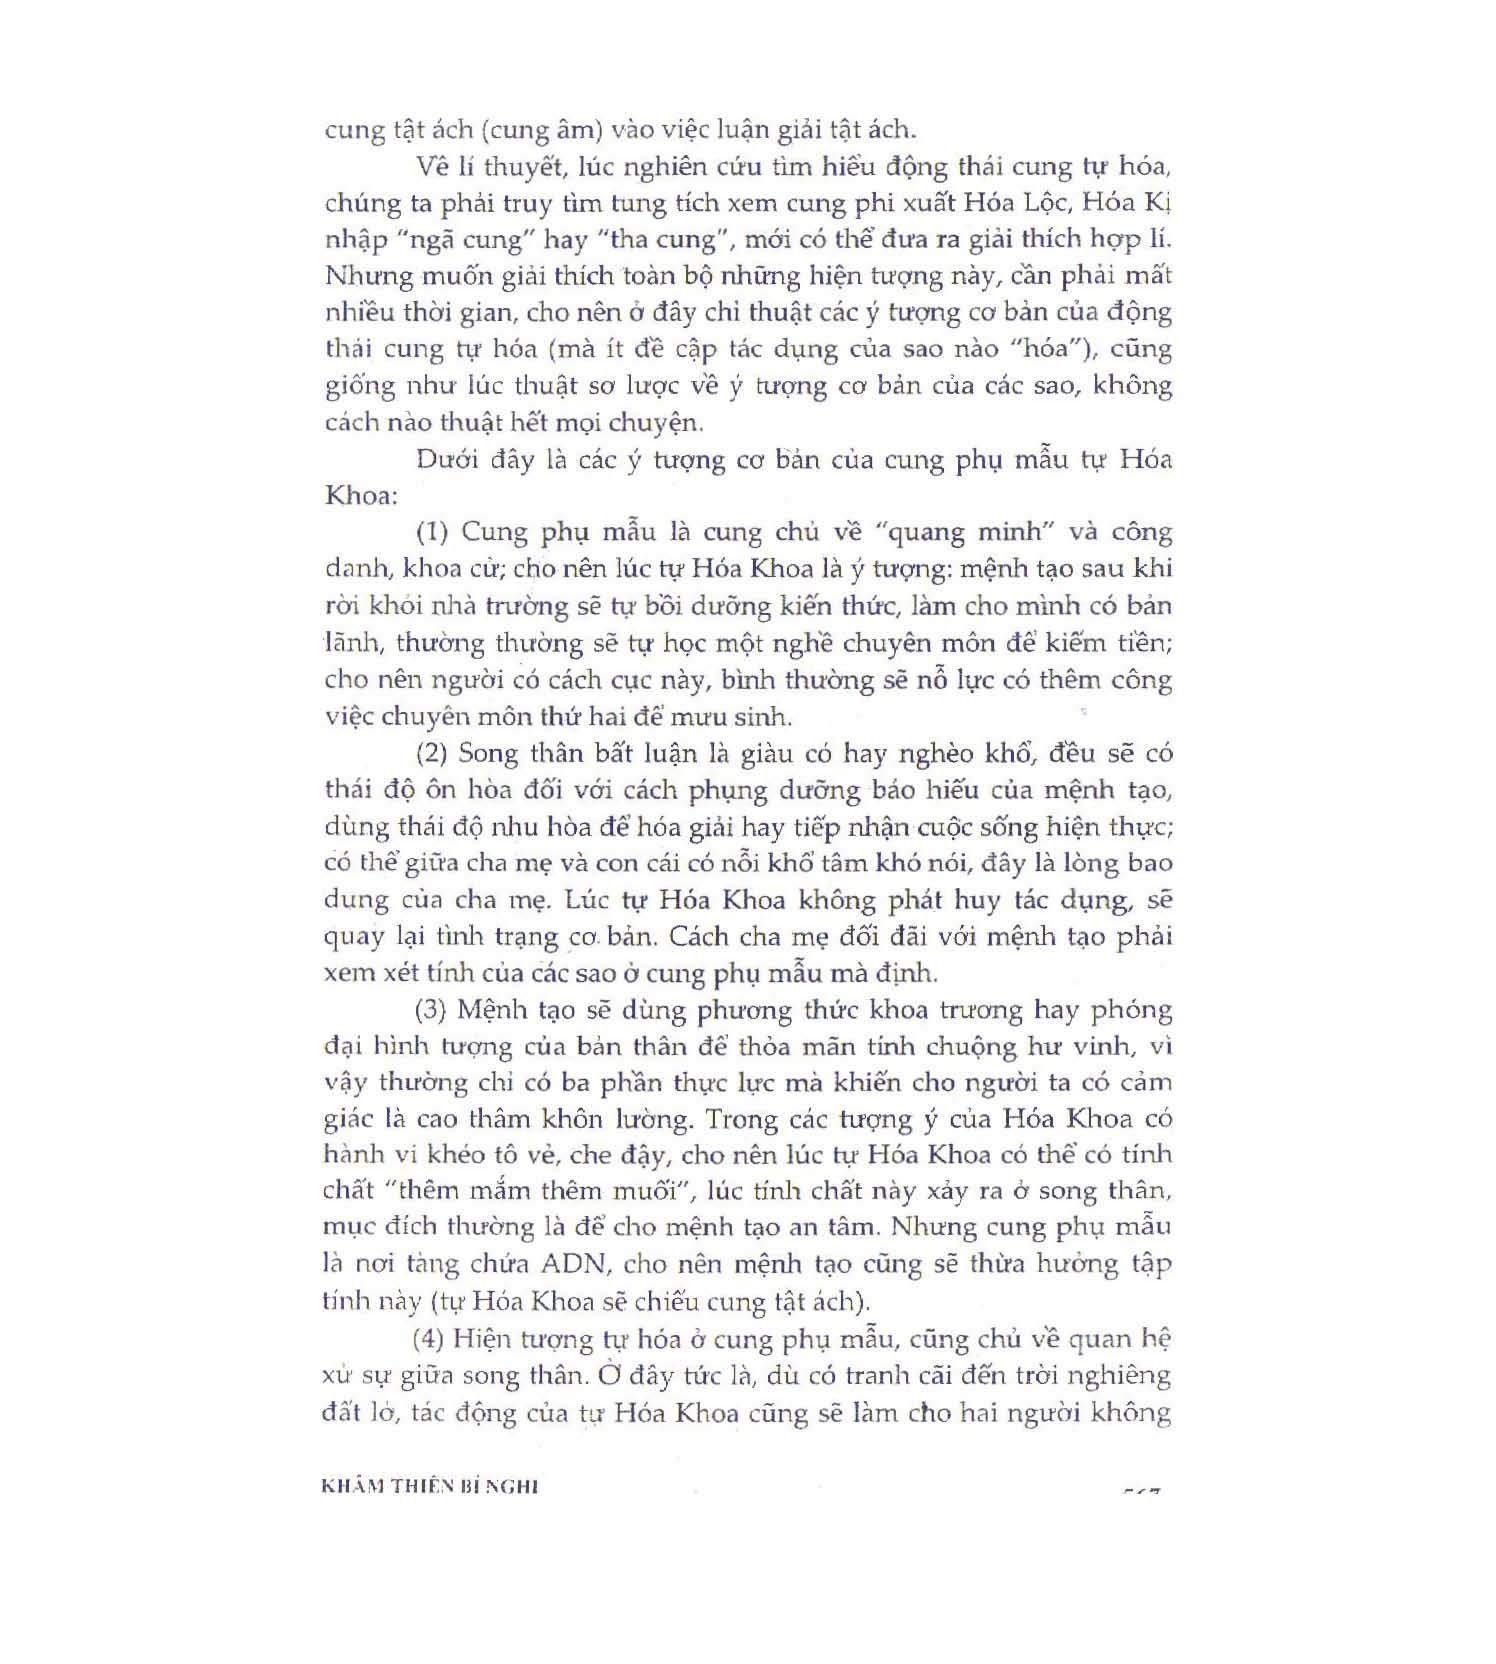 cung tật ách (cung âm) vào việc luận giải tật ách.
Về lí thuyết, lúc nghiên cứu tìm hiểu động thái cung tự hóa,
chúng ta phải truy tìm tung tích xem cung phi xuất Hóa Lộc, Hóa Kị
nhập "ngã cung" hay "tha cung", mới có thể đưa ra giải thích hợp lí.
Nhưng muốn giải thích toàn bộ những hiện tượng này, cần phải mất
nhiều thời gian, cho nên ở đây chỉ thuật các ý tượng cơ bản của động
thái cung tự hóa (mà ít đề cập tác dụng của sao nào "hóa"), cũng
giống như lúc thuật sơ lược về ý tượng cơ bản của các sao, không
cách nào thuật hết mọi chuyện.
Dưới đây là các ý tượng cơ bản của cung phụ mẫu tự Hóa
Khoa:
(1) Cung phụ mẫu là cung chủ về "quang minh" và công
danh, khoa cử; cho nên lúc tự Hóa Khoa là ý tượng: mệnh tạo sau khi
rời khỏi nhà trường sẽ tự bồi dưỡng kiến thức, làm cho mình có bản
lãnh, thường thường sẽ tự học một nghề chuyên môn để kiếm tiền;
cho nên người có cách cục này, bình thường sẽ nỗ lực có thêm công
việc chuyên môn thứ hai để mưu sinh.
(2) Song thân bất luận là giàu có hay nghèo khổ, đều sẽ có
thái độ ôn hòa đối với cách phụng dưỡng báo hiếu của mệnh tạo,
dùng thái độ nhu hòa để hóa giải hay tiếp nhận cuộc sống hiện thực;
có thể giữa cha mẹ và con cái có nỗi khổ tâm khó nói, đây là lòng bao
dung của cha mẹ. Lúc tự Hóa Khoa không phát huy tác dụng, sẽ
quay lại tình trạng cơ bản. Cách cha mẹ đối đãi với mệnh tạo phải
xem xét tính của các sao ở cung phụ mẫu mà định.
(3) Mệnh tạo sẽ dùng phương thức khoa trương hay phóng
đại hình tượng của bản thân để thỏa mãn tính chuộng hư vinh, vì
vậy thường chỉ có ba phần thực lực mà khiến cho người ta có cảm
giác là cao thâm khôn lường. Trong các tượng ý của Hóa Khoa có
hành vi khéo tô vẻ, che đậy, cho nên lúc tự Hóa Khoa có thể có tính
chất "thêm mắm thêm muối", lúc tính chất này xảy ra ở song thân,
mục đích thường là để cho mệnh tạo an tâm. Nhưng cung phụ mẫu
là nơi tàng chứa ADN, cho nên mệnh tạo cũng sẽ thừa hưởng tập
tính này (tự Hóa Khoa sẽ chiếu cung tật ách).
(4) Hiện tượng tự hóa ở cung phụ mẫu, cũng chủ về quan hệ
xử sự giữa song thân. Ở đây tức là, dù có tranh cãi đến trời nghiêng
đất lở, tác động của tự Hóa Khoa cũng sẽ làm cho hai người không
KHÂM THIÊN BÍ NGHI